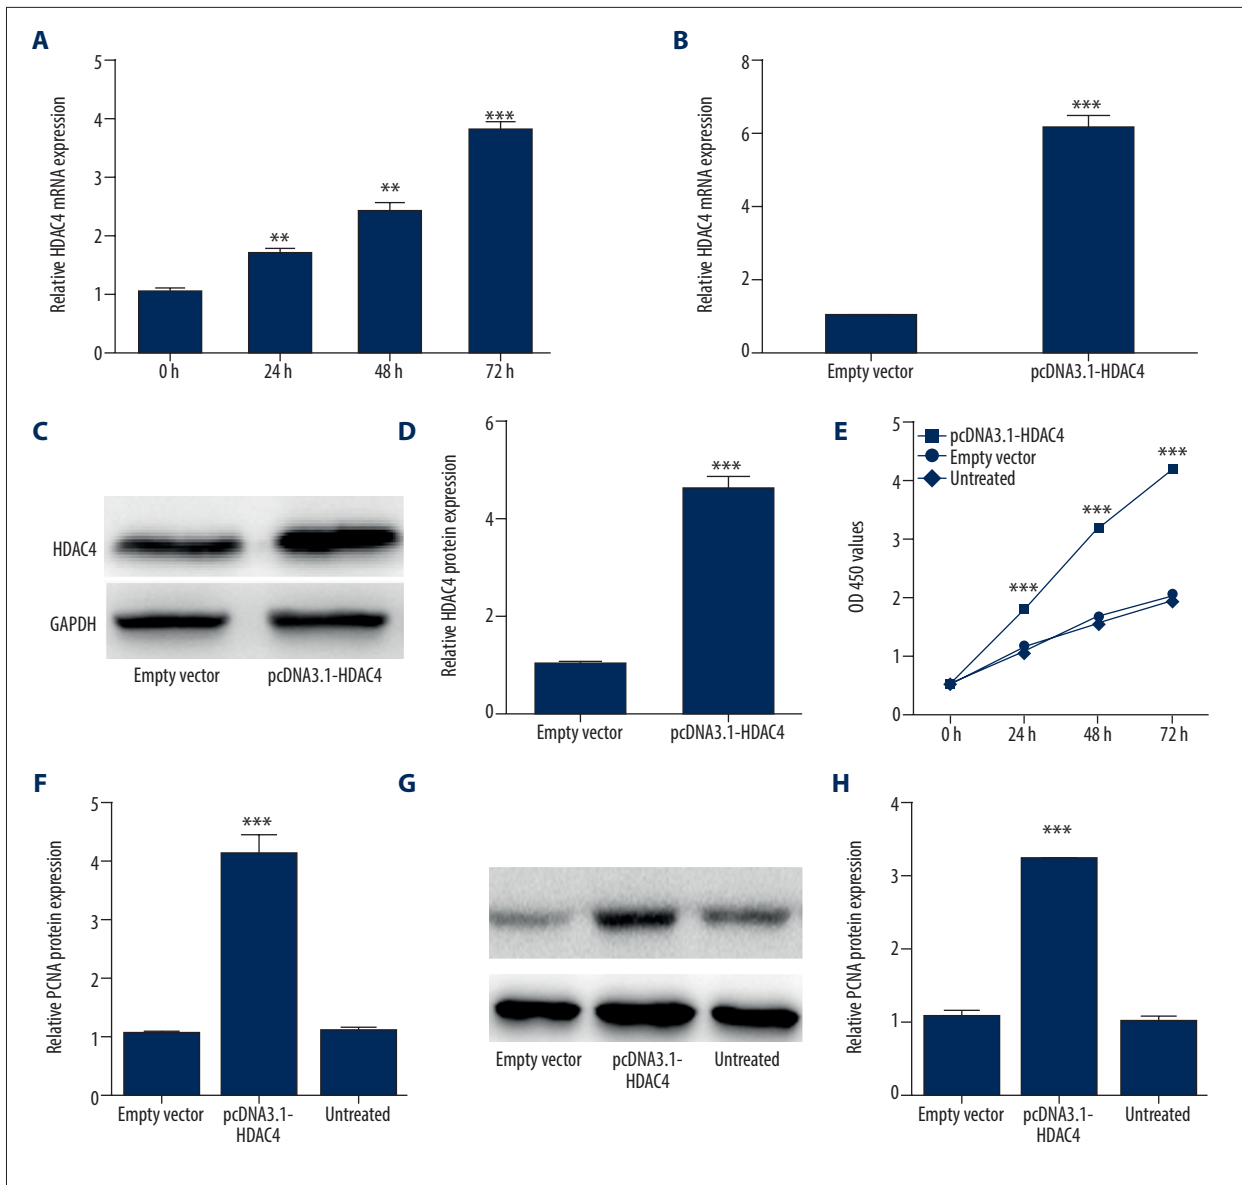 A
Relative HDAC4 mRNA expression
5
4
3
2
1
0
**
**
***
0 h
24 h
48 h
72 h
B
Relative HDAC4 mRNA expression
8
6
4
2
0
***
Empty vector
pcDNA3.1-HDAC4
C
HDAC4
GAPDH
Empty vector
pcDNA3.1-HDAC4
D
Relative HDAC4 protein expression
6
4
2
0
***
Empty vector
pcDNA3.1-HDAC4
E
OD 450 values
5
4
3
2
1
0
pcDNA3.1-HDAC4
Empty vector
Untreated
***
***
***
0 h
24 h
48 h
72 h
F
Relative PCNA protein expression
5
4
3
2
1
0
***
Empty vector
pcDNA3.1-
HDAC4
Untreated
G
Empty vector
pcDNA3.1-
HDAC4
Untreated
H
Relative PCNA protein expression
4
3
2
1
0
***
Empty vector
pcDNA3.1-
HDAC4
Untreated